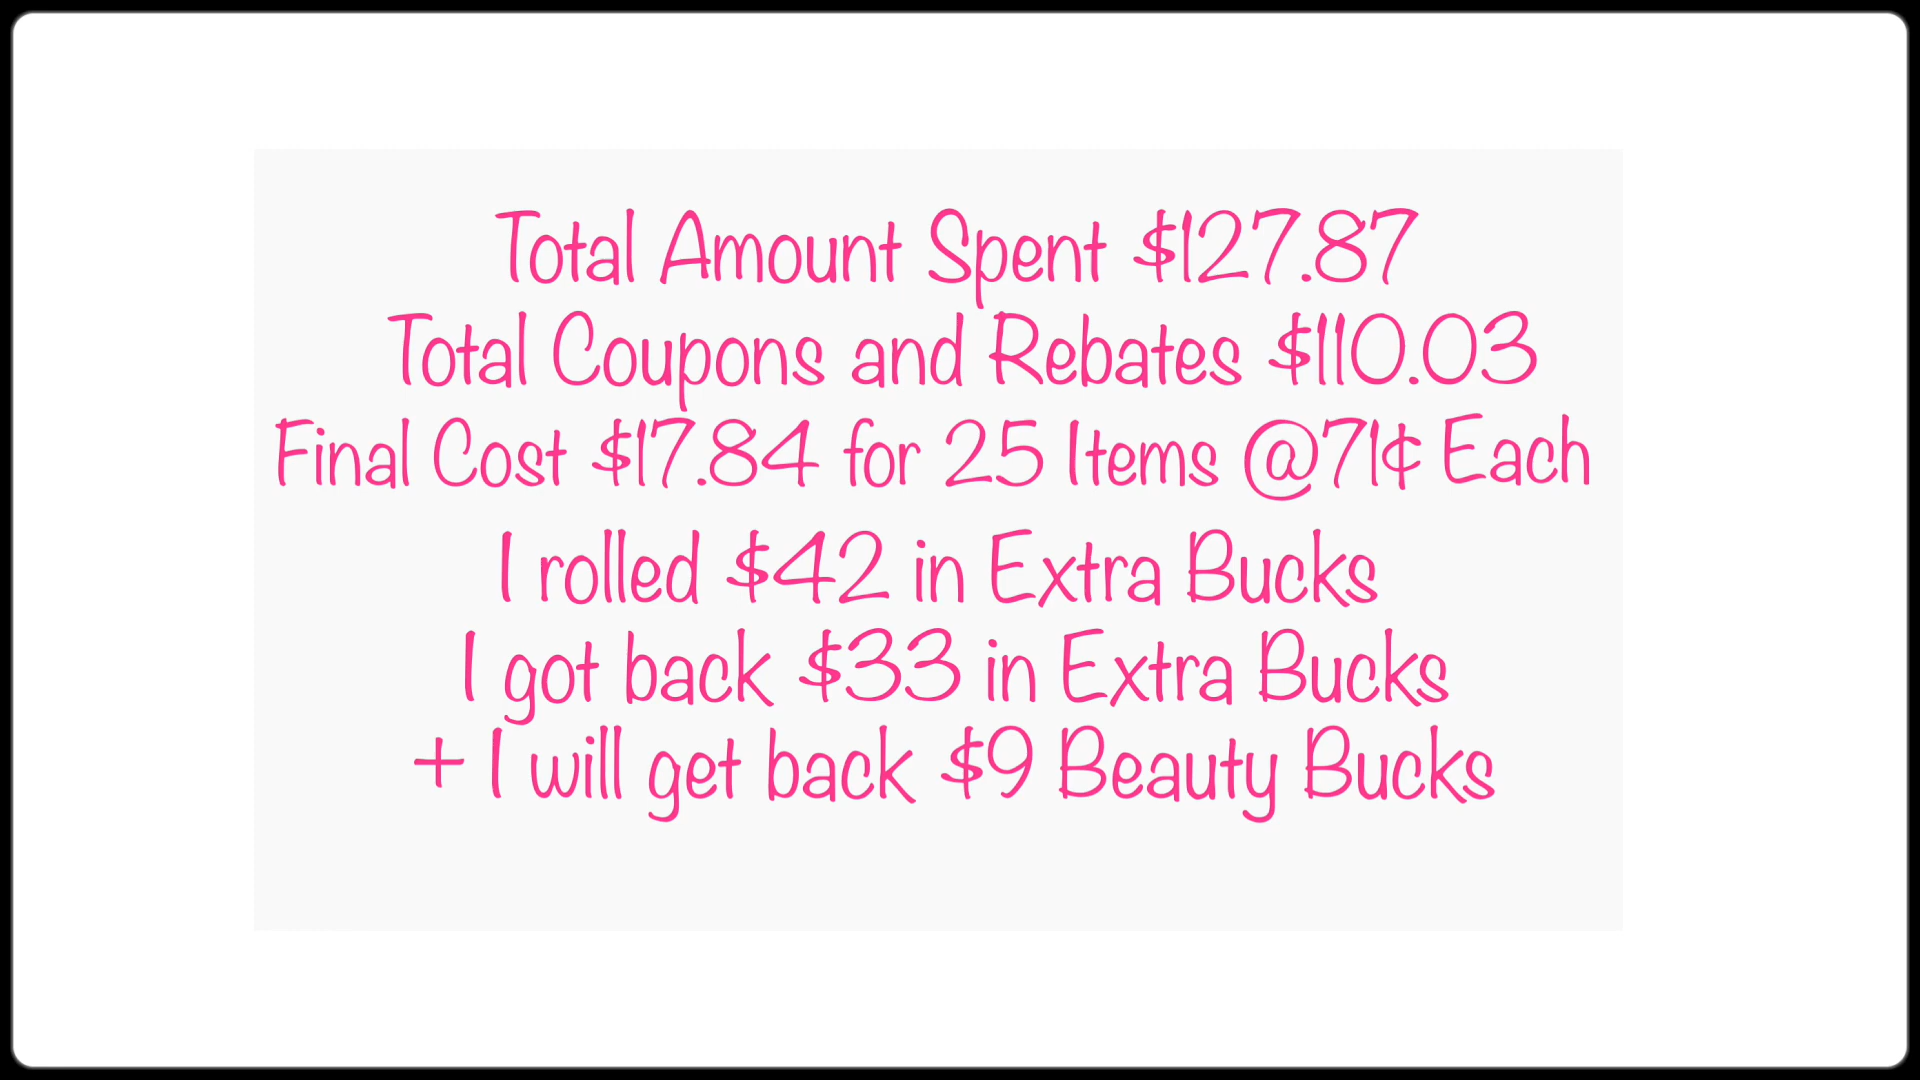 Total Amount Spent $127.87
Total Coupons and Rebates $110.03
Final Cost $17.84 for 25 Items @71¢ Each
I rolled $42 in Extra Bucks
I got back $33 in Extra Bucks
+ I will get back $9 Beauty Bucks